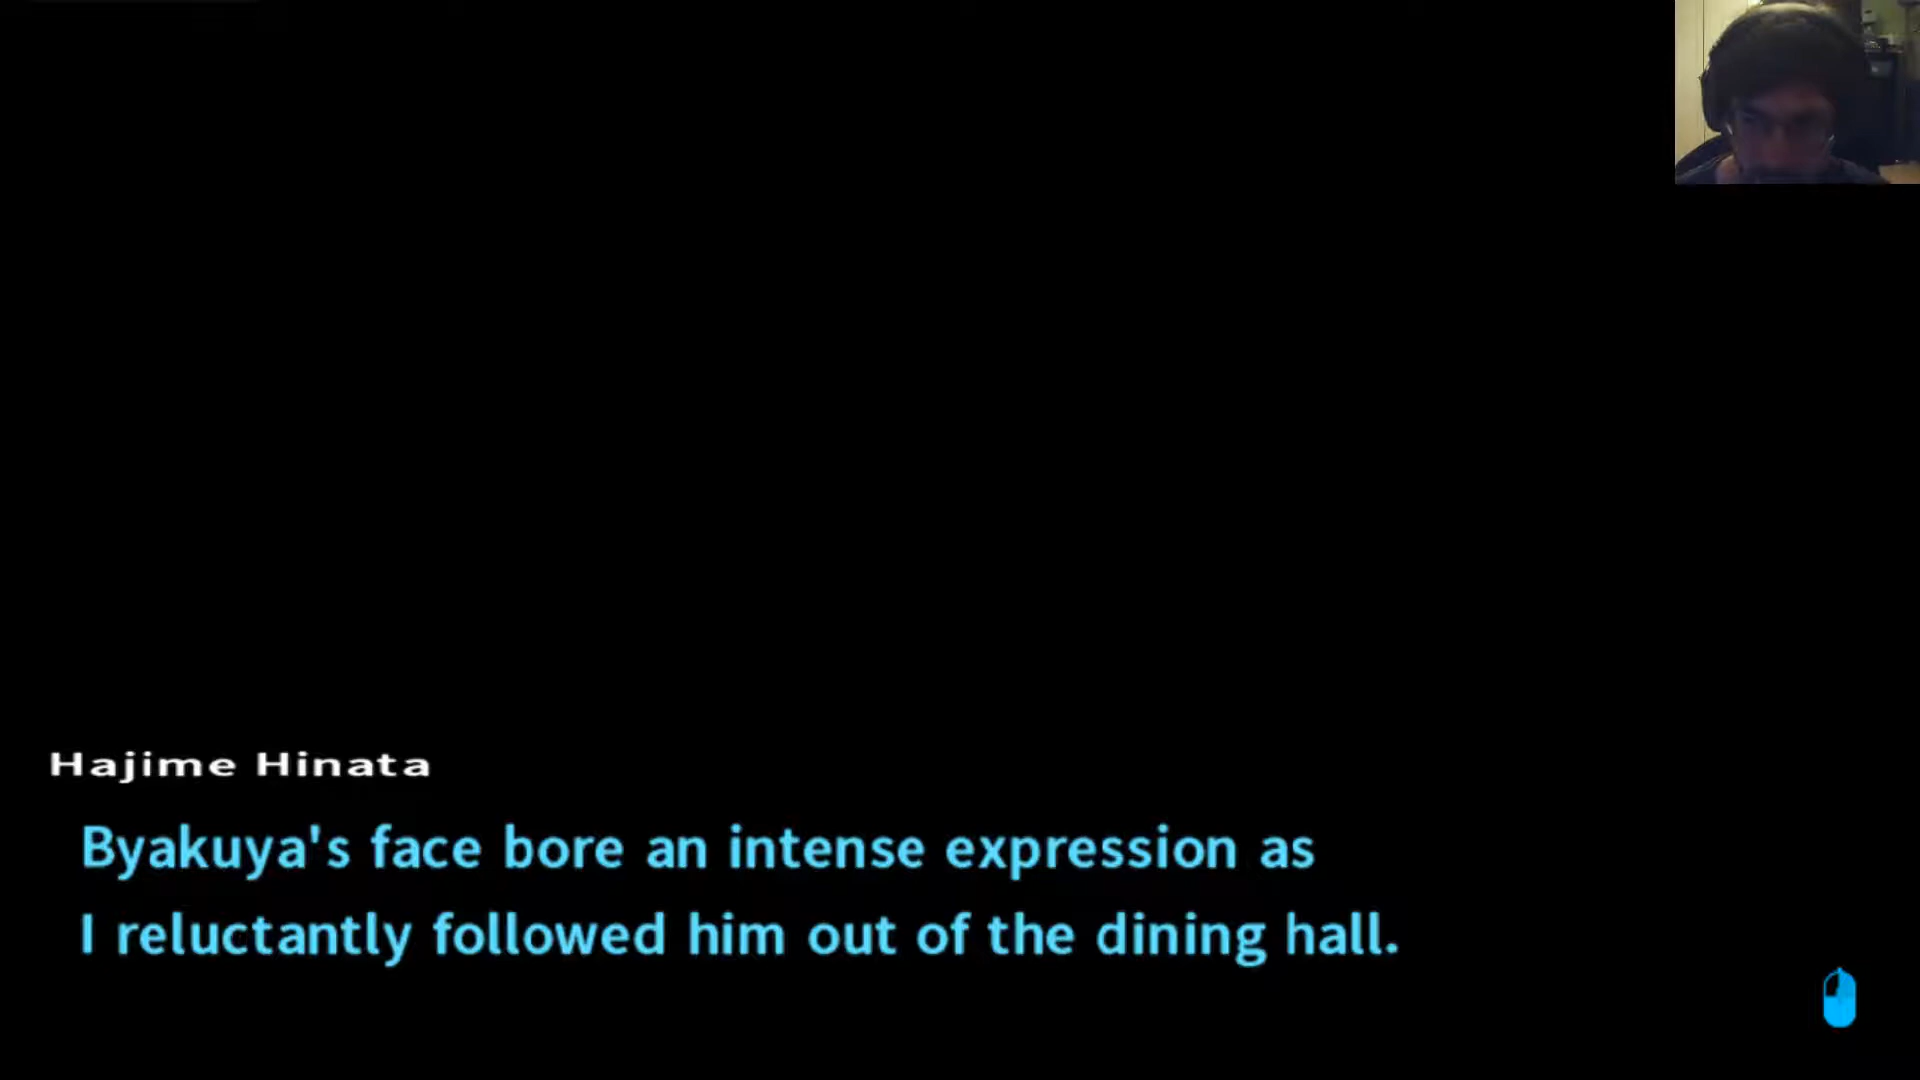 Hajime Hinata
Byakuya's face bore an intense expression as
I reluctantly followed him out of the dining hall.